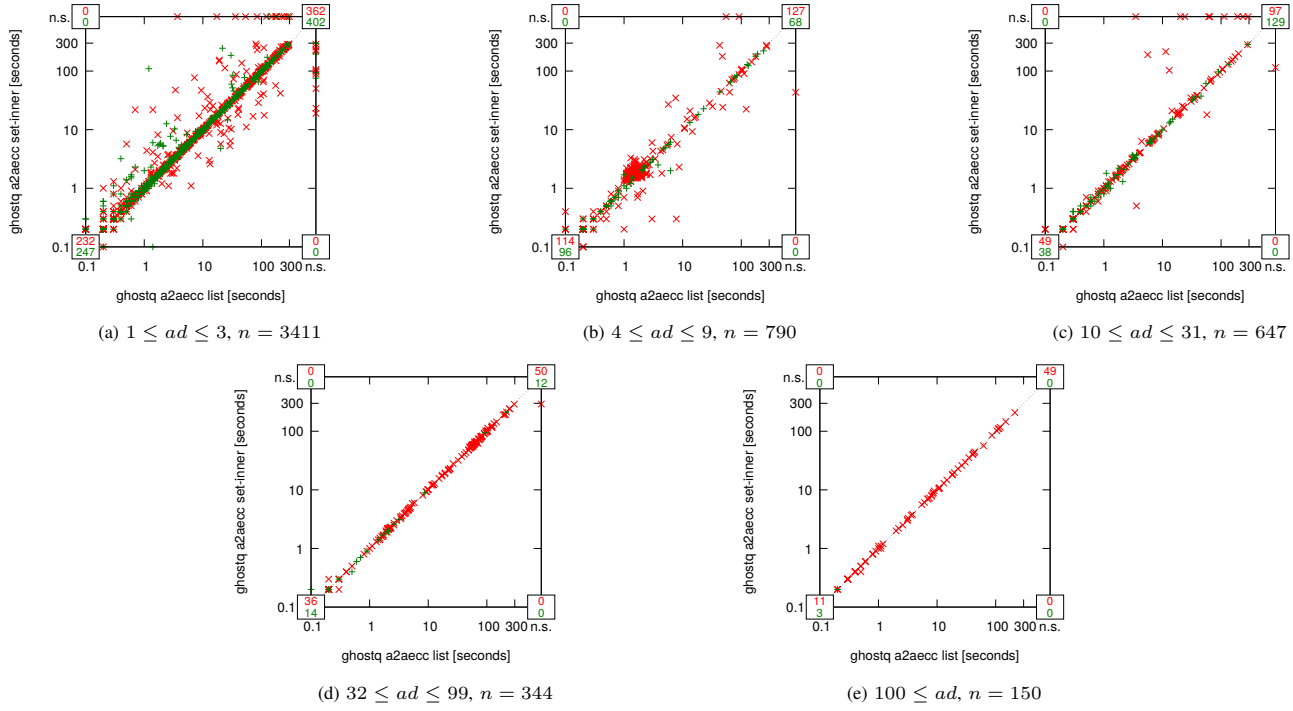 0
0
362
402
n.s.
300
100
10
1
0.1
232
247
0
0
0.1 1 10 100 300 n.s.
ghostq a2aecc set-inner [seconds]
ghostq a2aecc list [seconds]
(a) 1 ≤ ad ≤ 3, n = 3411
0
0
127
68
n.s.
300
100
10
1
0.1
114
96
0
0
0.1 1 10 100 300 n.s.
ghostq a2aecc set-inner [seconds]
ghostq a2aecc list [seconds]
(b) 4 ≤ ad ≤ 9, n = 790
0
0
97
129
n.s.
300
100
10
1
0.1
49
38
0
0
0.1 1 10 100 300 n.s.
ghostq a2aecc set-inner [seconds]
ghostq a2aecc list [seconds]
(c) 10 ≤ ad ≤ 31, n = 647
0
0
50
12
n.s.
300
100
10
1
0.1
36
14
0
0
0.1 1 10 100 300 n.s.
ghostq a2aecc set-inner [seconds]
ghostq a2aecc list [seconds]
(d) 32 ≤ ad ≤ 99, n = 344
0
0
49
0
n.s.
300
100
10
1
0.1
11
3
0
0
0.1 1 10 100 300 n.s.
ghostq a2aecc set-inner [seconds]
ghostq a2aecc list [seconds]
(e) 100 ≤ ad, n = 150